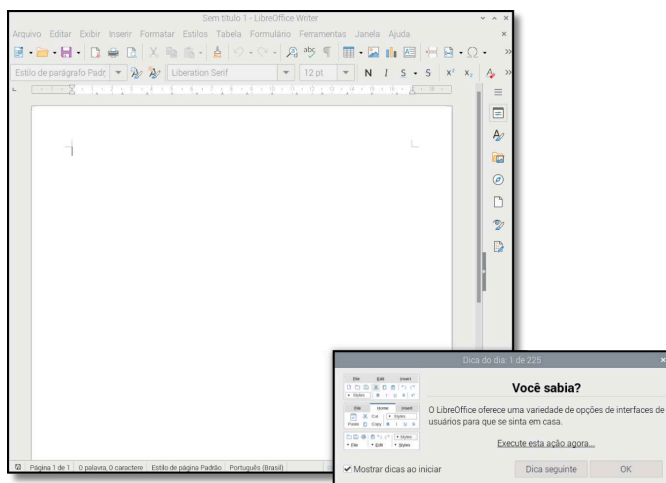 Sem título 1 - LibreOffice Writer
Arquivo Editar Exibir Inserir Formatar Estilos Tabela Formulário Ferramentas Janela Ajuda
Estilo de parágrafo Padr Liberation Serif 12 pt N I S S x² x₂
Dica do dia: 1 de 225
File Edit Insert
Styles
File Home Insert
Cut Styles
Paste Copy B I U S
Styles
File Edit Styles
Você sabia?
O LibreOffice oferece uma variedade de opções de interfaces de
usuários para que se sinta em casa.
Execute esta ação agora...
Mostrar dicas ao iniciar Dica seguinte OK
Página 1 de 1 0 palavra, 0 caractere Estilo de página Padrão Português (Brasil)